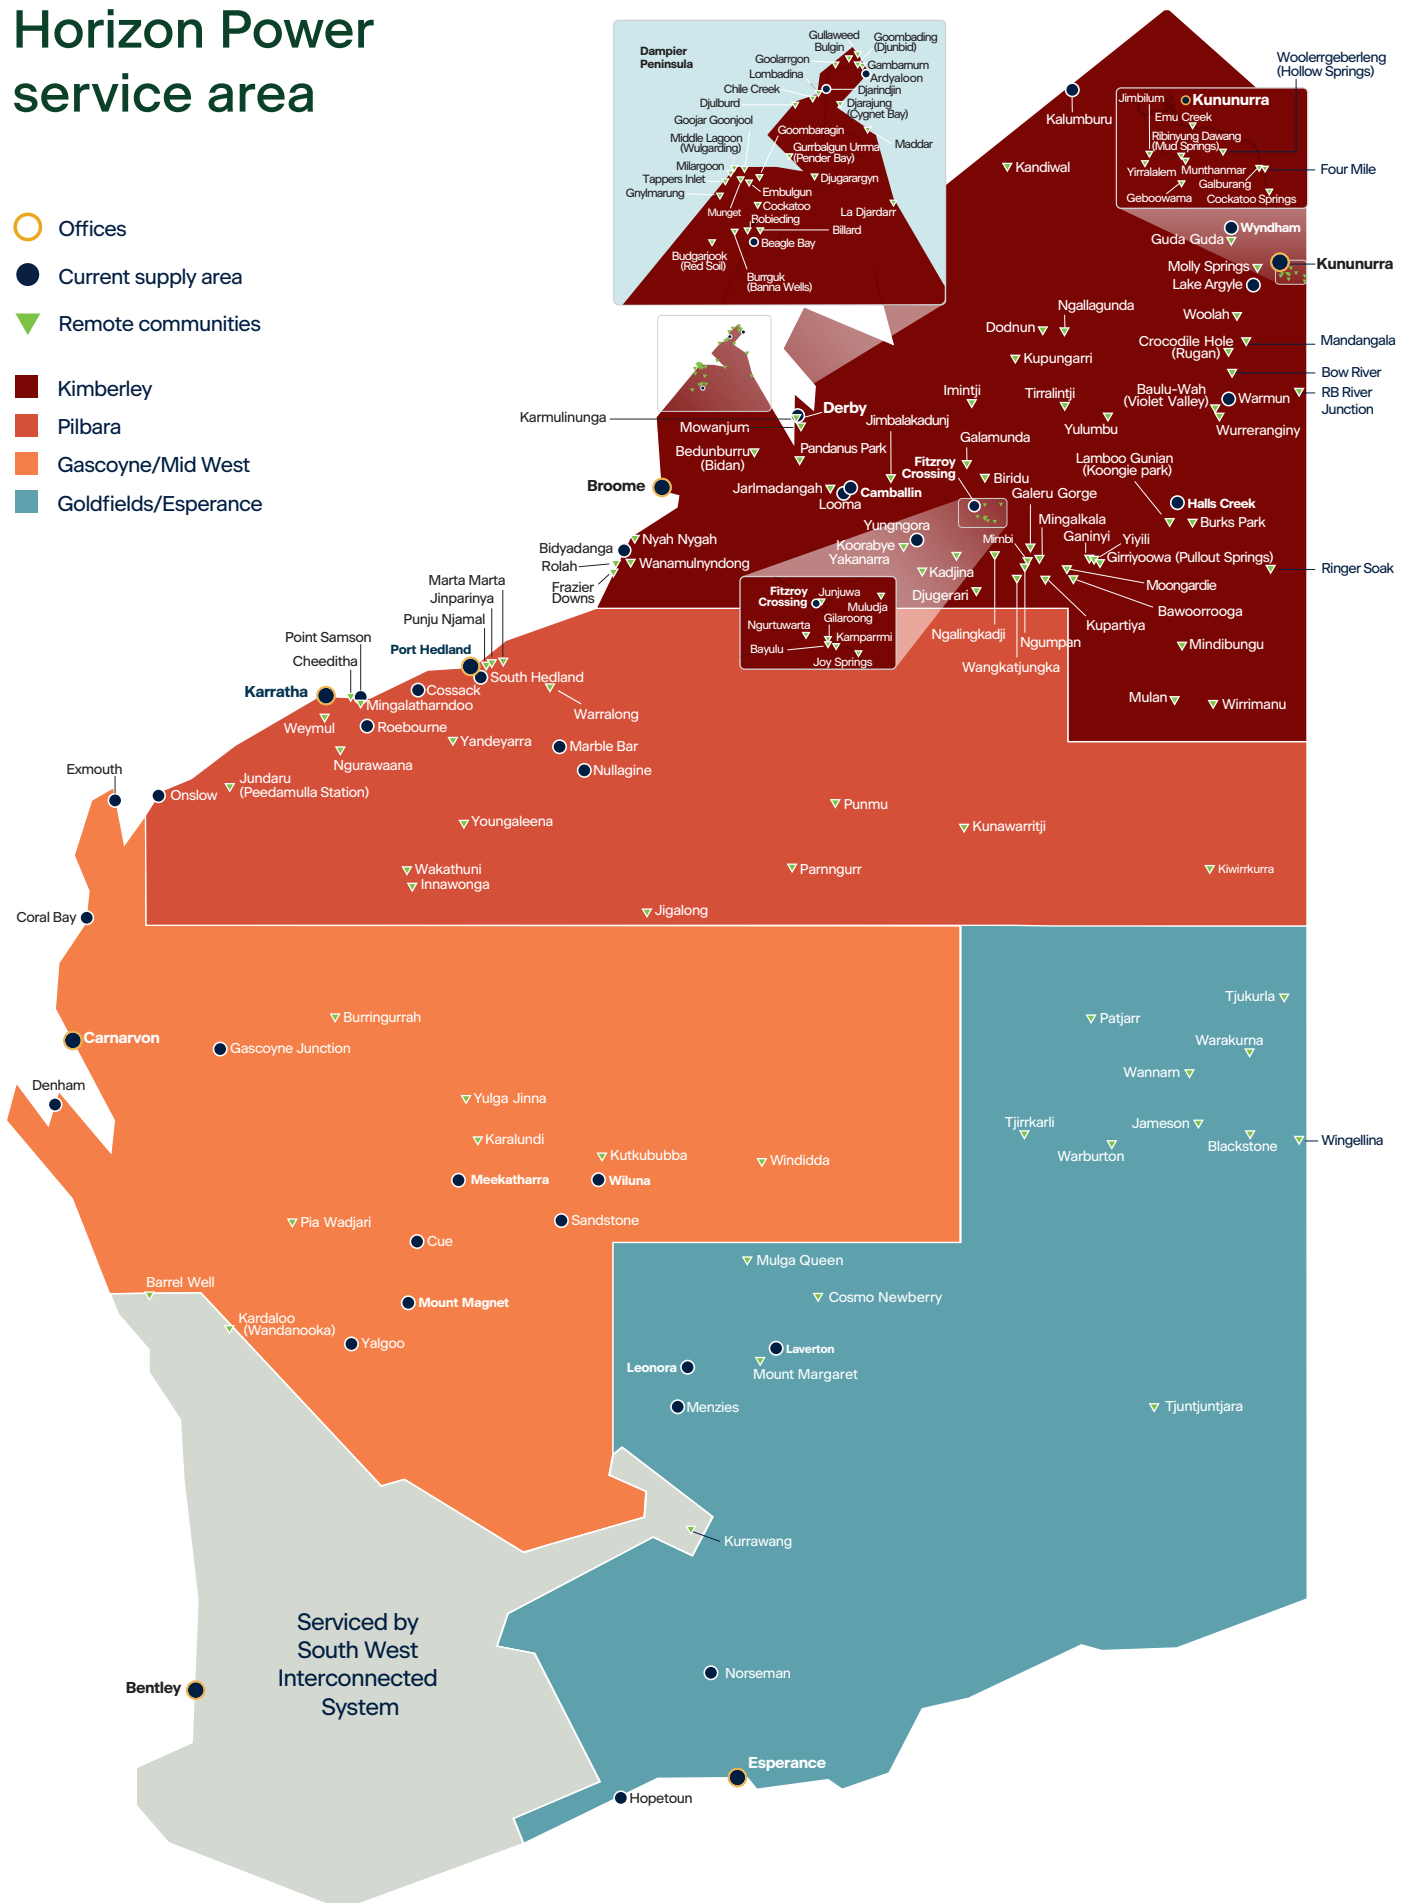 Horizon Power
service area
Offices
Current supply area
Remote communities
Kimberley
Pilbara
Gascoyne/Mid West
Goldfields/Esperance
Dampier
Peninsula
Gullaweed
Bulgin
Goombading
(Djunbid)
Goolarrgon
Gambarnum
Lombadina
Ardyaloon
Chile Creek
Djarindjin
Djulburd
Djarajung
(Cygnet Bay)
Goojar Goonjool
Goombaragin
Maddar
Middle Lagoon
(Wulgarding)
Gurrbalgun Urrma
(Pender Bay)
Milargoon
Tappers Inlet
Djugarargyn
Gnylmarung
Embulgun
Munget
Cockatoo
La Djardarr
Bobieding
Billard
Beagle Bay
Budgarjook
(Red Soil)
Burrguk
(Banna Wells)
Woolerrgeberleng
(Hollow Springs)
Kalumburu
Jimbilum
Kununurra
Emu Creek
Ribinyung Dawang
(Mud Springs)
Yirralalem
Munthanmar
Four Mile
Galburang
Geboowama
Cockatoo Springs
Kandiwal
Wyndham
Guda Guda
Molly Springs
Kununurra
Lake Argyle
Ngallagunda
Woolah
Dodnun
Crocodile Hole
(Rugan)
Mandangala
Kupungarri
Bow River
Imintji
Tirralintji
Baulu-Wah
(Violet Valley)
Warmun
RB River
Junction
Karmulinunga
Derby
Mowanjum
Jimbalakadunj
Yulumbu
Wurreranginy
Galamunda
Bedunburru
(Bidan)
Pandanus Park
Fitzroy
Crossing
Lamboo Gunian
(Koongie park)
Biridu
Broome
Jarlmadangah
Camballin
Looma
Galeru Gorge
Halls Creek
Mingalkala
Burks Park
Yungngora
Nyah Nygah
Koorabye
Mimbi
Ganinyi
Yiyili
Bidyadanga
Yakanarra
Girriyoowa (Pullout Springs)
Rolah
Wanamulnyndong
Kadjina
Ringer Soak
Frazier
Downs
Moongardie
Djugerari
Bawoorrooga
Marta Marta
Jinparinya
Fitzroy
Crossing
Junjuwa
Muludja
Punju Njamal
Gilaroong
Kupartiya
Ngurtuwarta
Kamparrmi
Ngalingkadji
Ngumpan
Point Samson
Port Hedland
Bayulu
Joy Springs
Mindibungu
Cheeditha
Wangkatjungka
Karratha
Cossack
South Hedland
Mingalatharndoo
Warralong
Mulan
Wirrimanu
Weymul
Roebourne
Yandeyarra
Marble Bar
Ngurawaana
Exmouth
Nullagine
Jundaru
(Peedamulla Station)
Onslow
Punmu
Youngaleena
Kunawarritji
Wakathuni
Innawonga
Parnngurr
Kiwirrkurra
Jigalong
Coral Bay
Tjukurla
Burringurrah
Patjarr
Carnarvon
Gascoyne Junction
Warakurna
Wannarn
Denham
Yulga Jinna
Tjirrkarli
Jameson
Karalundi
Blackstone
Wingellina
Kutkububba
Windidda
Warburton
Meekatharra
Wiluna
Pia Wadjari
Sandstone
Cue
Mulga Queen
Barrel Well
Cosmo Newberry
Mount Magnet
Kardaloo
(Wandanooka)
Yalgoo
Laverton
Leonora
Mount Margaret
Menzies
Tjuntjuntjara
Kurrawang
Serviced by
South West
Interconnected
System
Norseman
Bentley
Esperance
Hopetoun